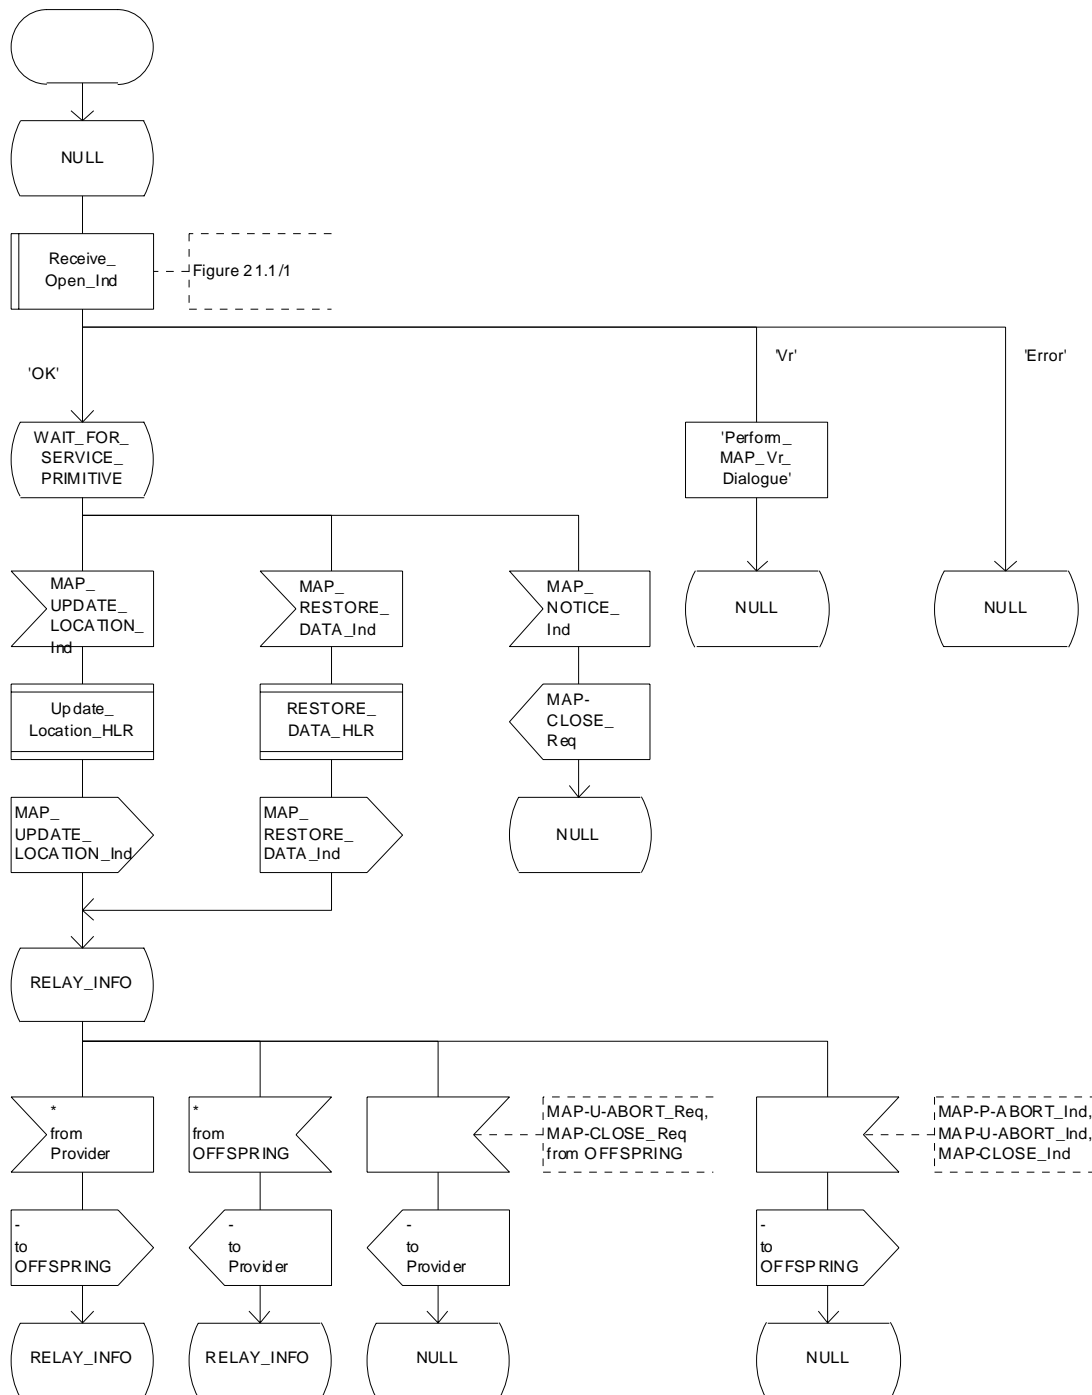 NULL
Receive_
Open_Ind
Figure 21.1/1
'OK'
'Vr'
'Error'
WAIT_FOR_
SERVICE_
PRIMITIVE
'Perform_
MAP_Vr_
Dialogue'
MAP_
UPDATE_
LOCATION_
Ind
MAP_
RESTORE_
DATA_Ind
MAP_
NOTICE_
Ind
NULL
NULL
Update_
Location_HLR
RESTORE_
DATA_HLR
MAP-
CLOSE_
Req
MAP_
UPDATE_
LOCATION_Ind
MAP_
RESTORE_
DATA_Ind
NULL
RELAY_INFO
*
from
Provider
*
from
OFFSPRING
MAP-U-ABORT_Req,
MAP-CLOSE_Req
from OFFSPRING
MAP-P-ABORT_Ind,
MAP-U-ABORT_Ind,
MAP-CLOSE_Ind
-
to
OFFSPRING
-
to
Provider
-
to
Provider
-
to
OFFSPRING
RELAY_INFO
RELAY_INFO
NULL
NULL